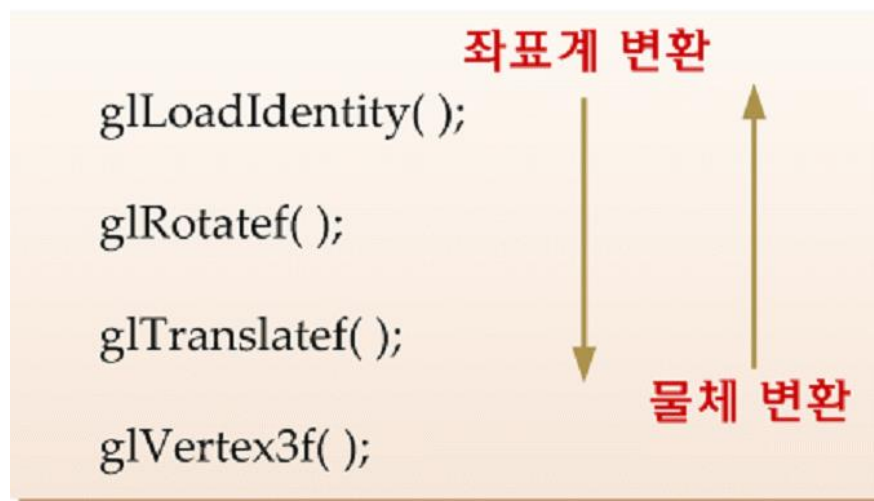 좌표계 변환
glLoadIdentity( );
glRotatef( );
glTranslatef( );
물체 변환
glVertex3f( );